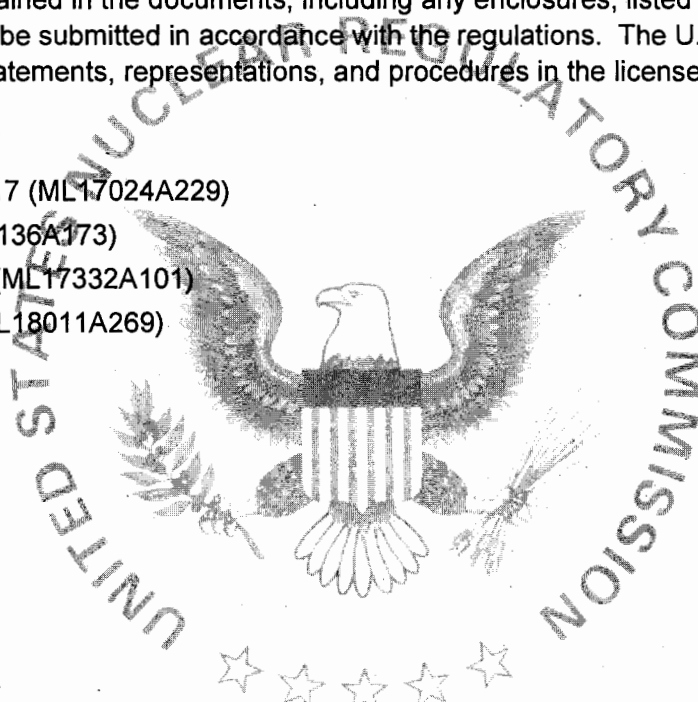 ained in the documents, including any enclosures, listed
be submitted in accordance with the regulations. The U.
atements, representations, and procedures in the license
7 (ML17024A229)
136A173)
(ML17332A101)
L18011A269)
UNITED STATES NUCLEAR REGULATORY COMMISSION